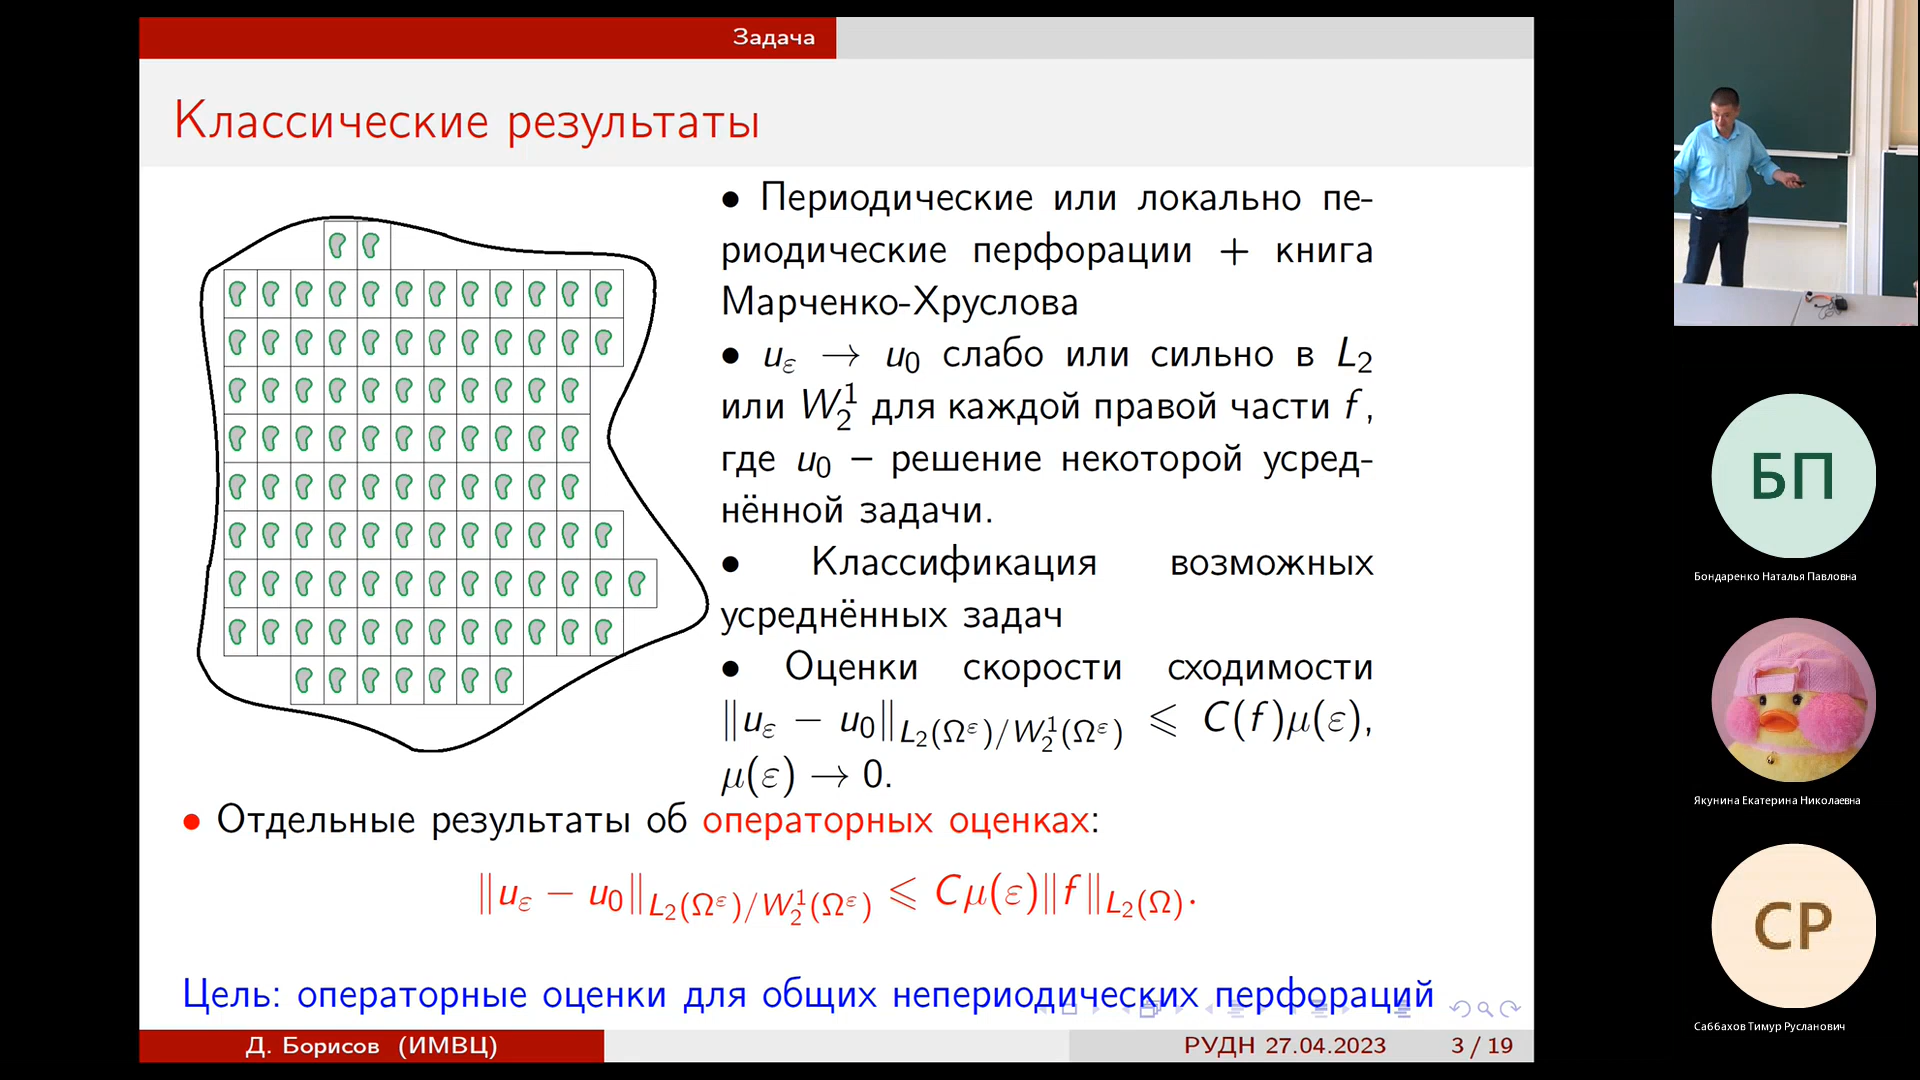 Задача
Классические результаты
• Периодические или локально пе-
риодические перфорации + книга
Марченко-Хруслова
• u_ε → u_0 слабо или сильно в L_2
или W_2^1 для каждой правой части f,
где u_0 – решение некоторой усред-
нённой задачи.
• Классификация возможных
усреднённых задач
• Оценки скорости сходимости
‖u_ε − u_0‖_{L_2(Ω^ε)/W_2^1(Ω^ε)} ⩽ C(f)μ(ε),
μ(ε) → 0.
• Отдельные результаты об операторных оценках:
‖u_ε − u_0‖_{L_2(Ω^ε)/W_2^1(Ω^ε)} ⩽ Cμ(ε)‖f‖_{L_2(Ω)}.
Цель: операторные оценки для общих непериодических перфораций
Д. Борисов (ИМВЦ)
РУДН 27.04.2023
3 / 19
БП
Бондаренко Наталья Павловна
Якунина Екатерина Николаевна
СР
Саббахов Тимур Русланович